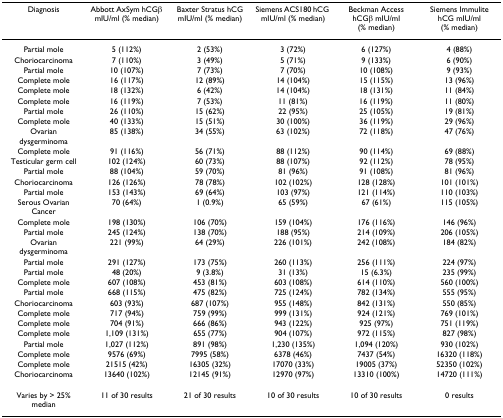 Diagnosis Abbott AxSym hCGβ mIU/ml (% median) Baxter Stratus hCG mIU/ml (% median) Siemens ACS180 hCG mIU/ml (% median) Beckman Access hCGβ mIU/ml (% median) Siemens Immulite hCG mIU/ml (% median)
Partial mole 5 (112%) 2 (53%) 3 (72%) 6 (127%) 4 (88%)
Choriocarcinoma 7 (110%) 3 (49%) 5 (71%) 9 (133%) 6 (90%)
Partial mole 10 (107%) 7 (73%) 7 (70%) 10 (108%) 9 (93%)
Complete mole 16 (117%) 12 (89%) 14 (104%) 15 (115%) 13 (96%)
Complete mole 18 (132%) 6 (42%) 14 (104%) 18 (131%) 11 (84%)
Complete mole 16 (119%) 7 (53%) 11 (81%) 16 (119%) 11 (80%)
Partial mole 26 (110%) 15 (62%) 22 (95%) 25 (105%) 19 (81%)
Complete mole 40 (133%) 15 (51%) 30 (100%) 36 (119%) 29 (96%)
Ovarian dysgerminoma 85 (138%) 34 (55%) 63 (102%) 72 (118%) 47 (76%)
Complete mole 91 (116%) 56 (71%) 88 (112%) 90 (114%) 69 (88%)
Testicular germ cell 102 (124%) 60 (73%) 88 (107%) 92 (112%) 78 (95%)
Partial mole 88 (104%) 59 (70%) 81 (96%) 91 (108%) 81 (96%)
Choriocarcinoma 126 (126%) 78 (78%) 102 (102%) 128 (128%) 101 (101%)
Partial mole 153 (143%) 69 (64%) 103 (97%) 121 (114%) 110 (103%)
Serous Ovarian Cancer 70 (64%) 1 (0.9%) 65 (59%) 67 (61%) 115 (105%)
Complete mole 198 (130%) 106 (70%) 159 (104%) 176 (116%) 146 (96%)
Partial mole 245 (124%) 138 (70%) 188 (95%) 214 (109%) 206 (105%)
Ovarian dysgerminoma 221 (99%) 64 (29%) 226 (101%) 242 (108%) 184 (82%)
Partial mole 291 (127%) 173 (75%) 260 (113%) 256 (111%) 224 (97%)
Partial mole 48 (20%) 9 (3.8%) 31 (13%) 15 (6.3%) 235 (99%)
Complete mole 607 (108%) 453 (81%) 603 (108%) 614 (110%) 560 (100%)
Partial mole 668 (115%) 475 (82%) 725 (124%) 782 (134%) 555 (95%)
Choriocarcinoma 603 (93%) 687 (107%) 955 (148%) 842 (131%) 550 (85%)
Complete mole 717 (94%) 759 (99%) 999 (131%) 924 (121%) 769 (101%)
Complete mole 704 (91%) 666 (86%) 943 (122%) 925 (97%) 751 (119%)
Complete mole 1,109 (131%) 655 (77%) 904 (107%) 972 (115%) 827 (98%)
Partial mole 1,027 (112%) 891 (98%) 1,230 (135%) 1,094 (120%) 930 (102%)
Complete mole 9576 (69%) 7995 (58%) 6378 (46%) 7437 (54%) 16320 (118%)
Complete mole 21515 (42%) 16305 (32%) 17070 (33%) 19005 (37%) 52350 (102%)
Choriocarcinoma 13640 (102%) 12145 (91%) 12970 (97%) 13310 (100%) 14720 (111%)
Varies by > 25% median 11 of 30 results 21 of 30 results 10 of 30 results 10 of 30 results 0 results